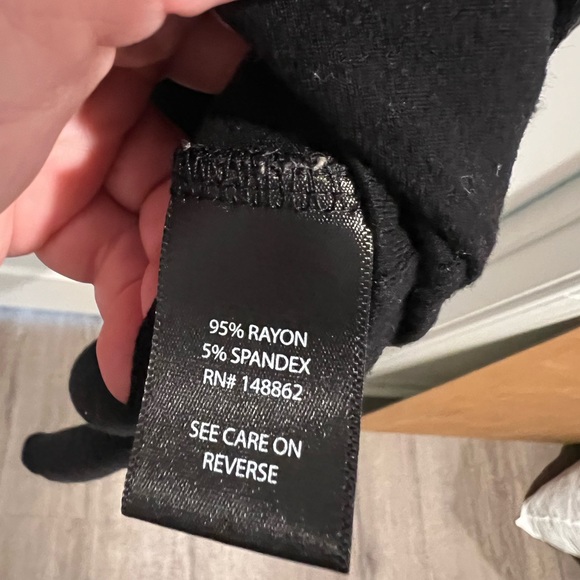 95% RAYON
5% SPANDEX
RN# 148862
SEE CARE ON
REVERSE